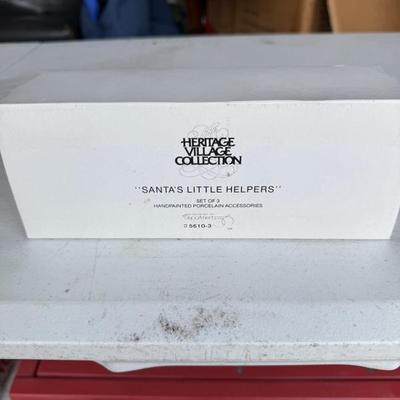 HERITAGE
VILLAGE
COLLECTION
"SANTA'S LITTLE HELPERS"
SET OF 3
HANDPAINTED PORCELAIN ACCESSORIES
Department 56
5610-3